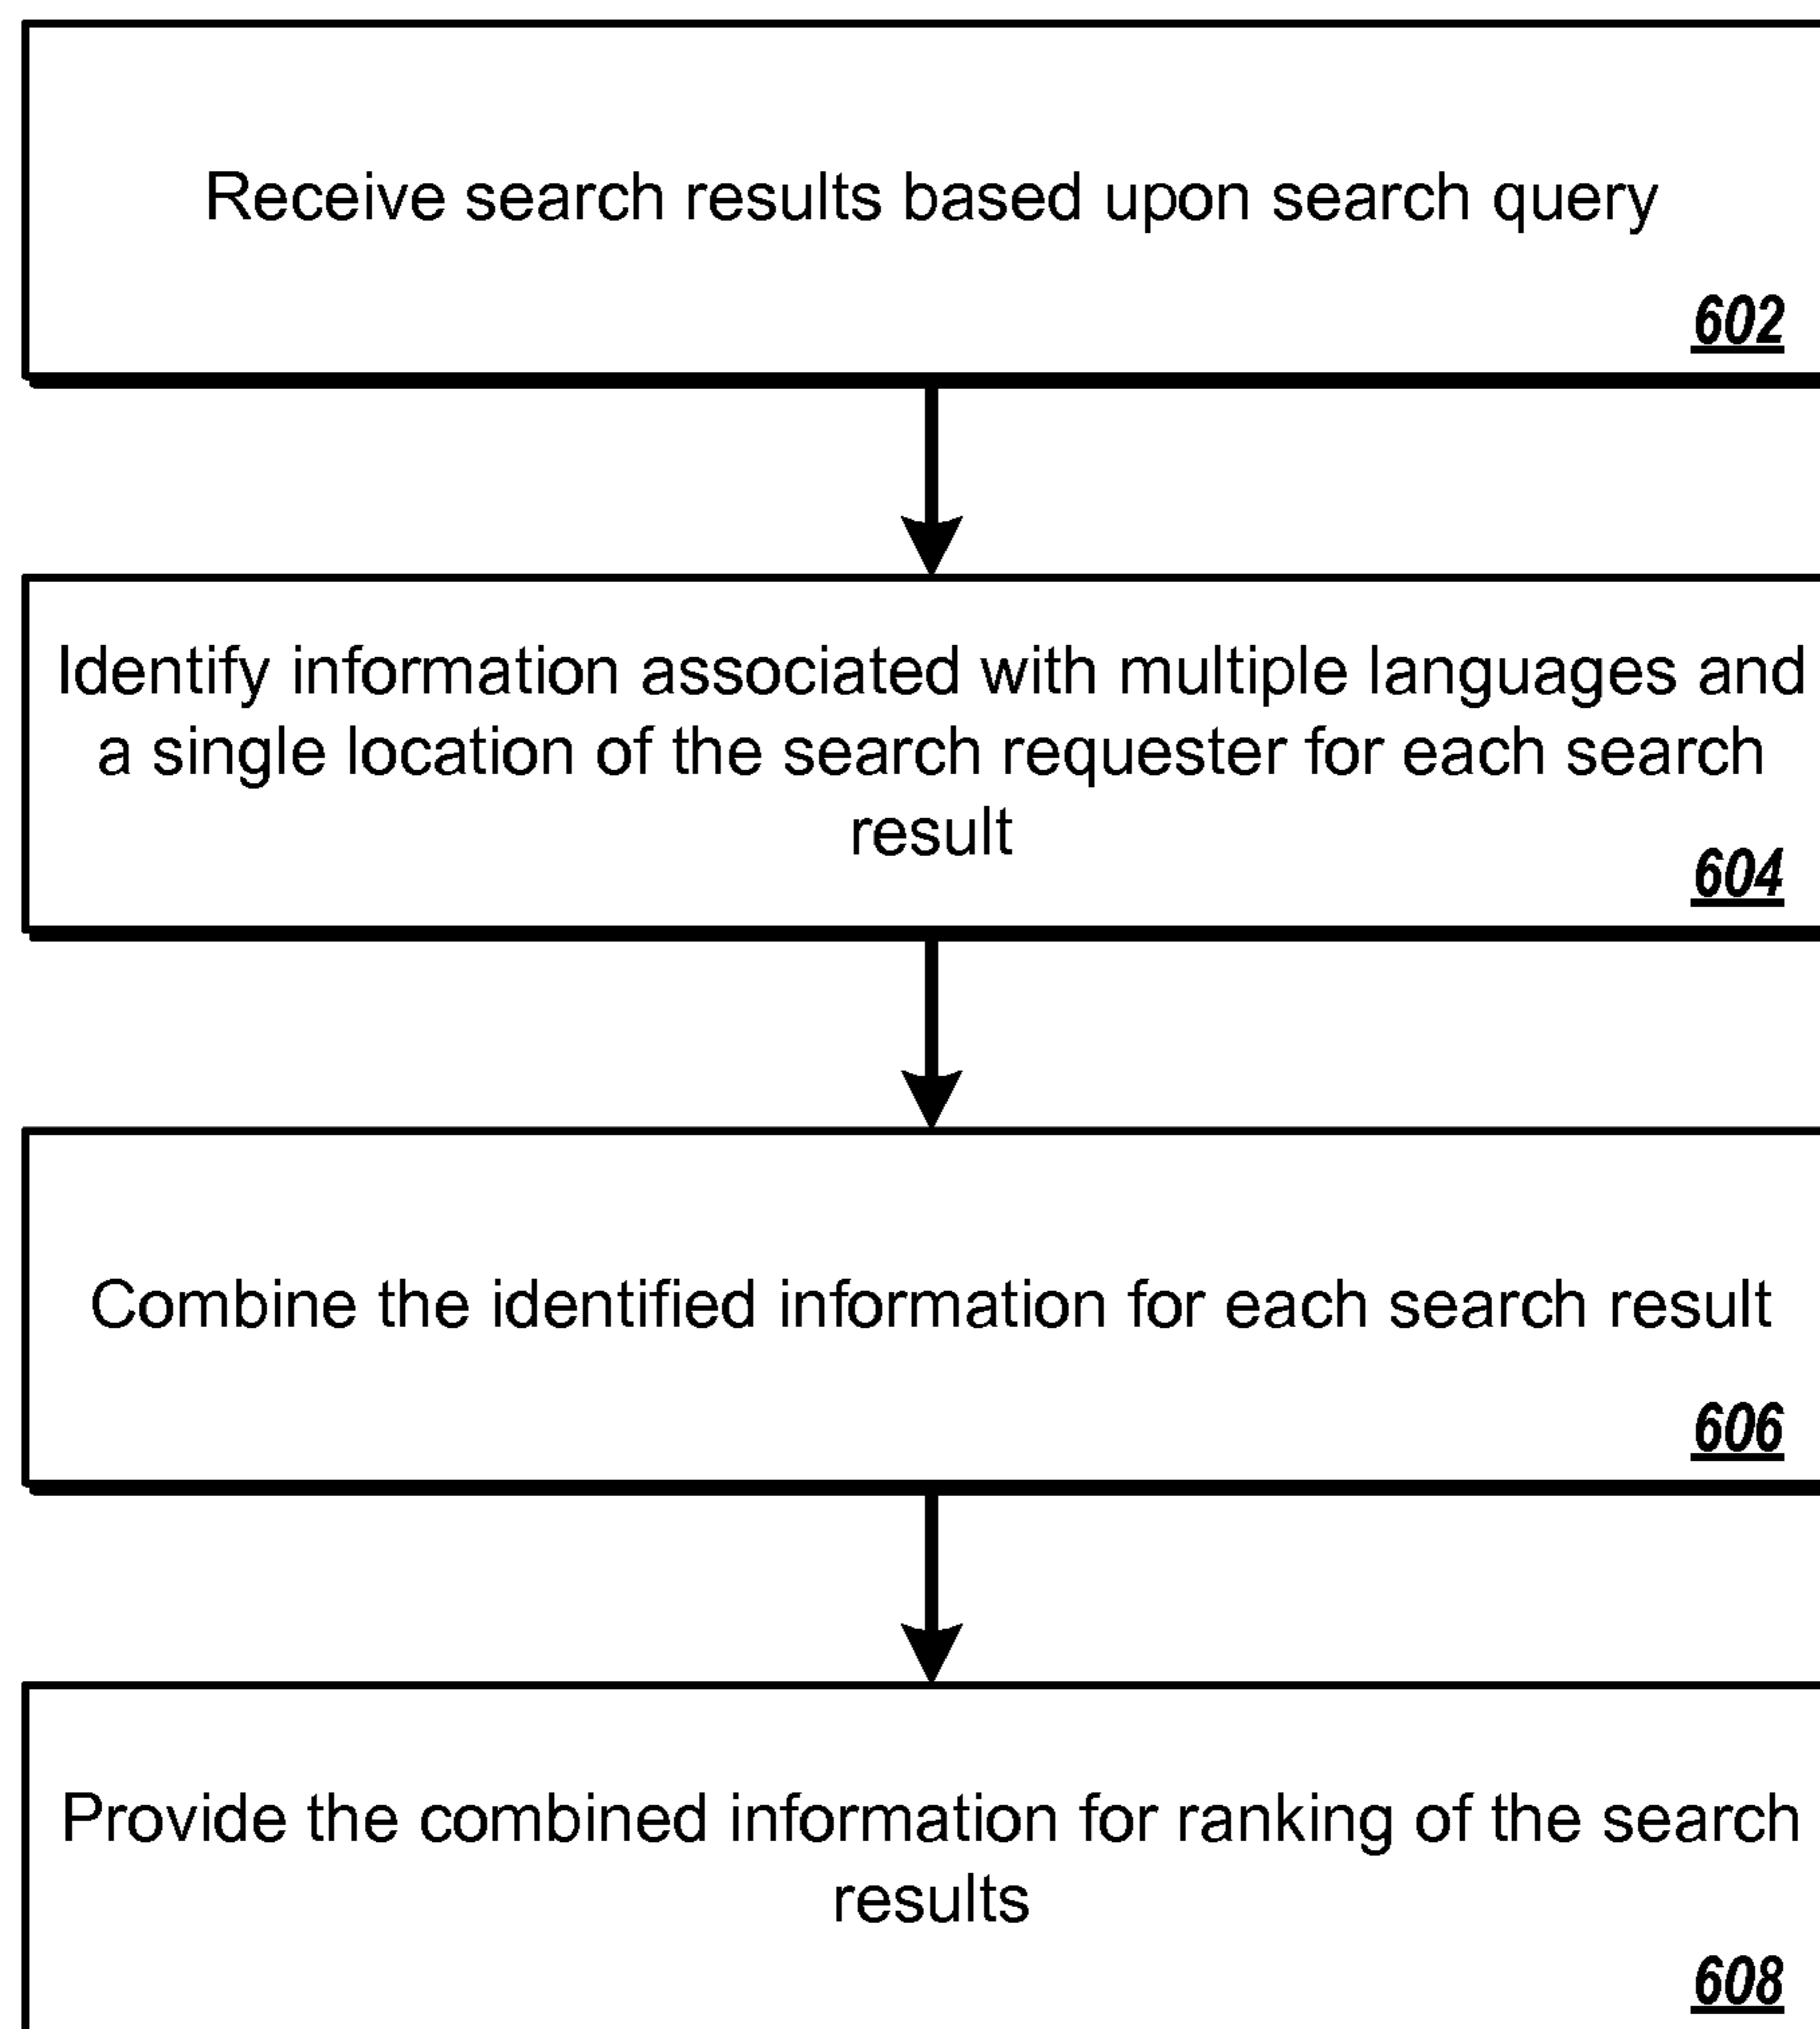 Receive search results based upon search query
602
Identify information associated with multiple languages and
a single location of the search requester for each search
result
604
Combine the identified information for each search result
606
Provide the combined information for ranking of the search
results
608